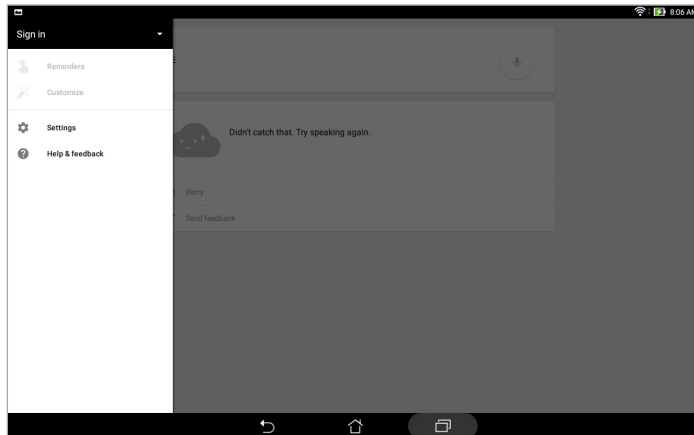 8:06 AM
Sign in
Reminders
Customize
Settings
Help & feedback
Didn't catch that. Try speaking again.
Retry
Send feedback